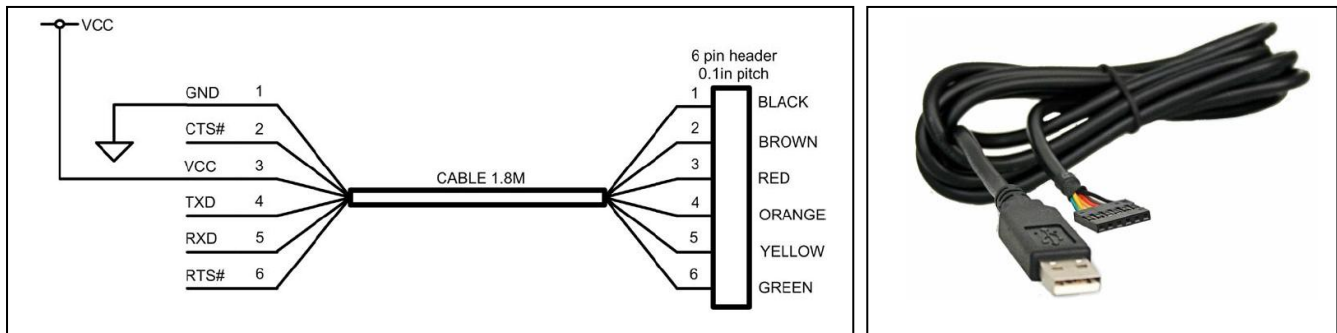 VCC
6 pin header
0.1in pitch
GND 1
CTS# 2
VCC 3
TXD 4
RXD 5
RTS# 6
CABLE 1.8M
1 BLACK
2 BROWN
3 RED
4 ORANGE
5 YELLOW
6 GREEN